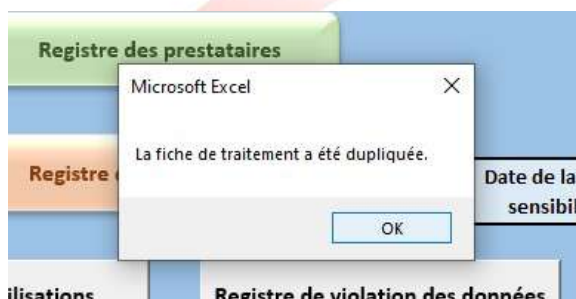 Registre des prestataires
Microsoft Excel
La fiche de traitement a été dupliquée.
Registre
Date de la
sensibil
OK
ilisations
Registre de violation des données